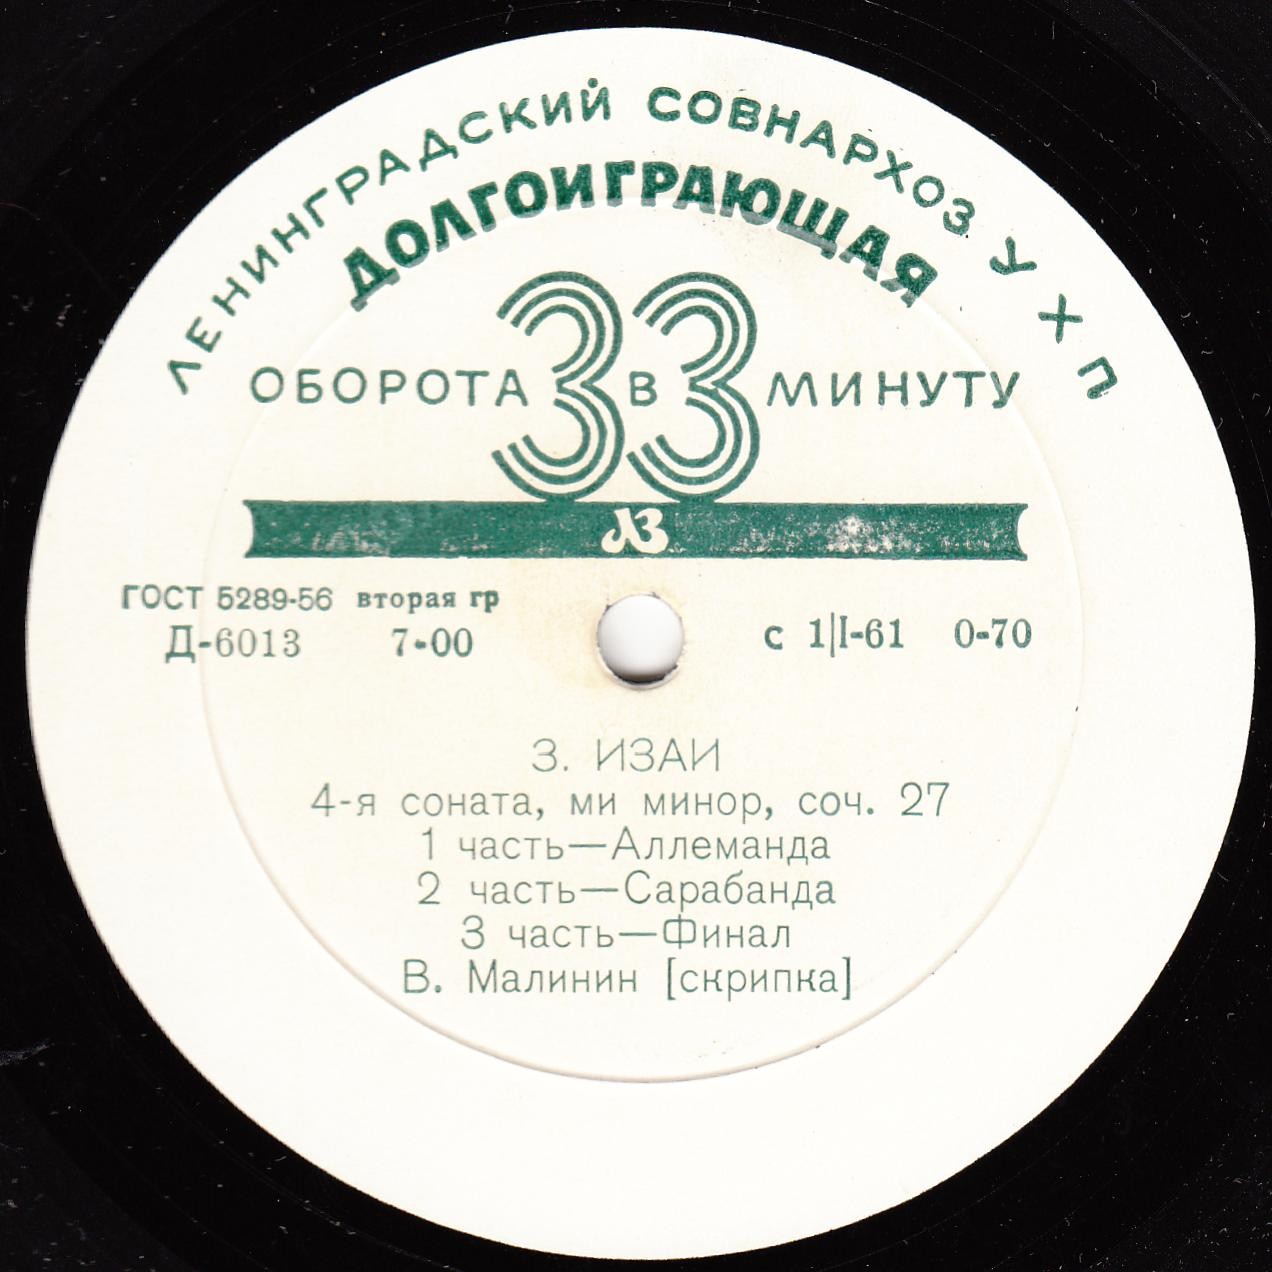 ЛЕНИНГРАДСКИЙ СОВНАРХОЗ УХП
ДОЛГОИГРАЮЩАЯ
33
ОБОРОТА В МИНУТУ
ЛЗ
ГОСТ 5289-56 вторая гр
Д-6013 7-00 с 1|I-61 0-70
З. ИЗАИ
4-я соната, ми минор, соч. 27
1 часть—Аллеманда
2 часть—Сарабанда
3 часть—Финал
В. Малинин [скрипка]